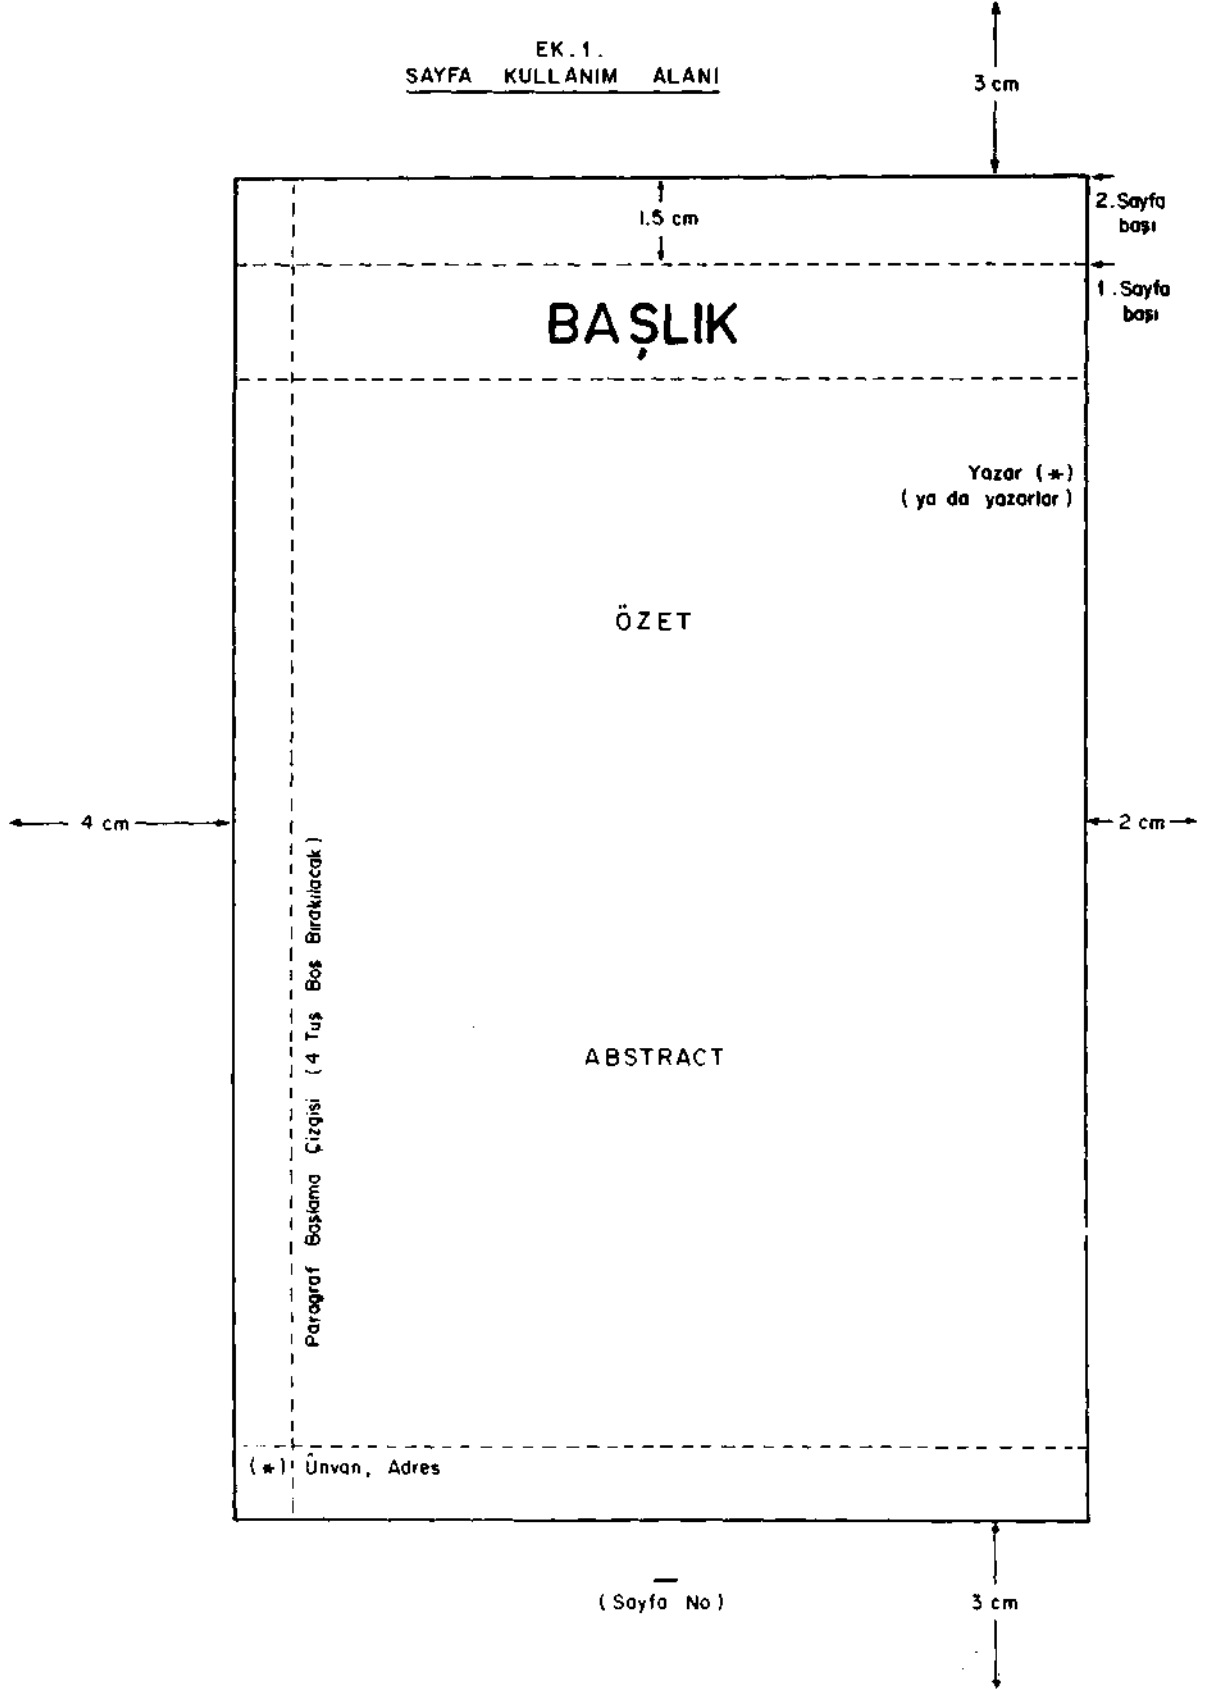 EK.1.
SAYFA KULLANIM ALANI
3 cm
1.5 cm
2.Sayfa
başı
1.Sayfa
başı
BAŞLIK
Yazar (*)
(ya da yazarlar)
ÖZET
4 cm
2 cm
Paragraf Başlama Çizgisi (4 Tuş Boş Bırakılacak)
ABSTRACT
(*) Ünvan, Adres
(Sayfa No)
3 cm